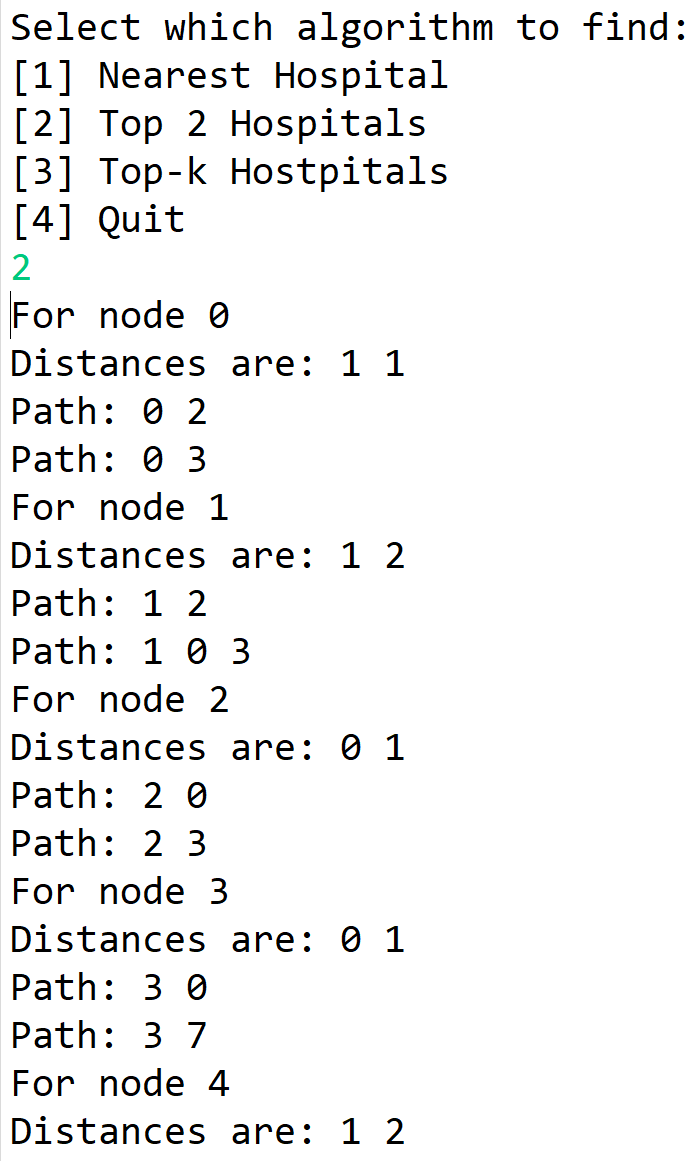 Select which algorithm to find:
[1] Nearest Hospital
[2] Top 2 Hospitals
[3] Top-k Hostpitals
[4] Quit
2
For node 0
Distances are: 1 1
Path: 0 2
Path: 0 3
For node 1
Distances are: 1 2
Path: 1 2
Path: 1 0 3
For node 2
Distances are: 0 1
Path: 2 0
Path: 2 3
For node 3
Distances are: 0 1
Path: 3 0
Path: 3 7
For node 4
Distances are: 1 2